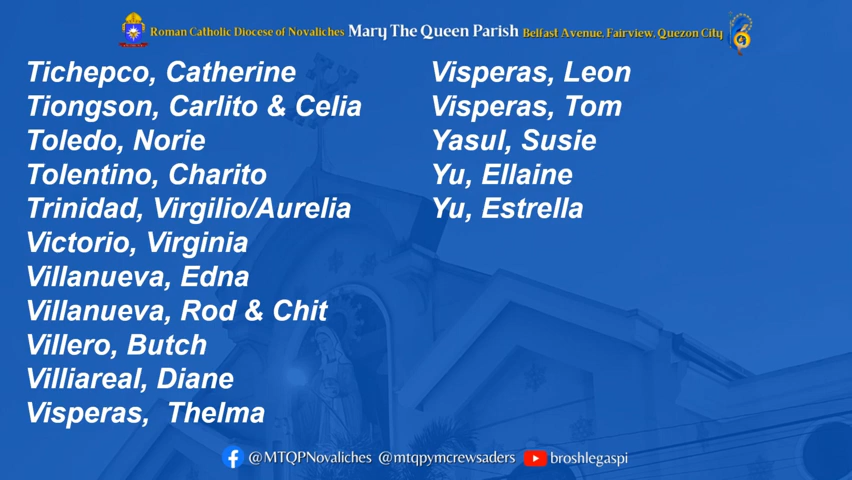 Roman Catholic Diocese of Novaliches Mary The Queen Parish Belfast Avenue, Fairview, Quezon City
Tichepco, Catherine
Tiongson, Carlito & Celia
Toledo, Norie
Tolentino, Charito
Trinidad, Virgilio/Aurelia
Victorio, Virginia
Villanueva, Edna
Villanueva, Rod & Chit
Villero, Butch
Villiareal, Diane
Visperas, Thelma
Visperas, Leon
Visperas, Tom
Yasul, Susie
Yu, Ellaine
Yu, Estrella
@MTQPNovaliches @mtqpymcrewsaders broshlegaspi